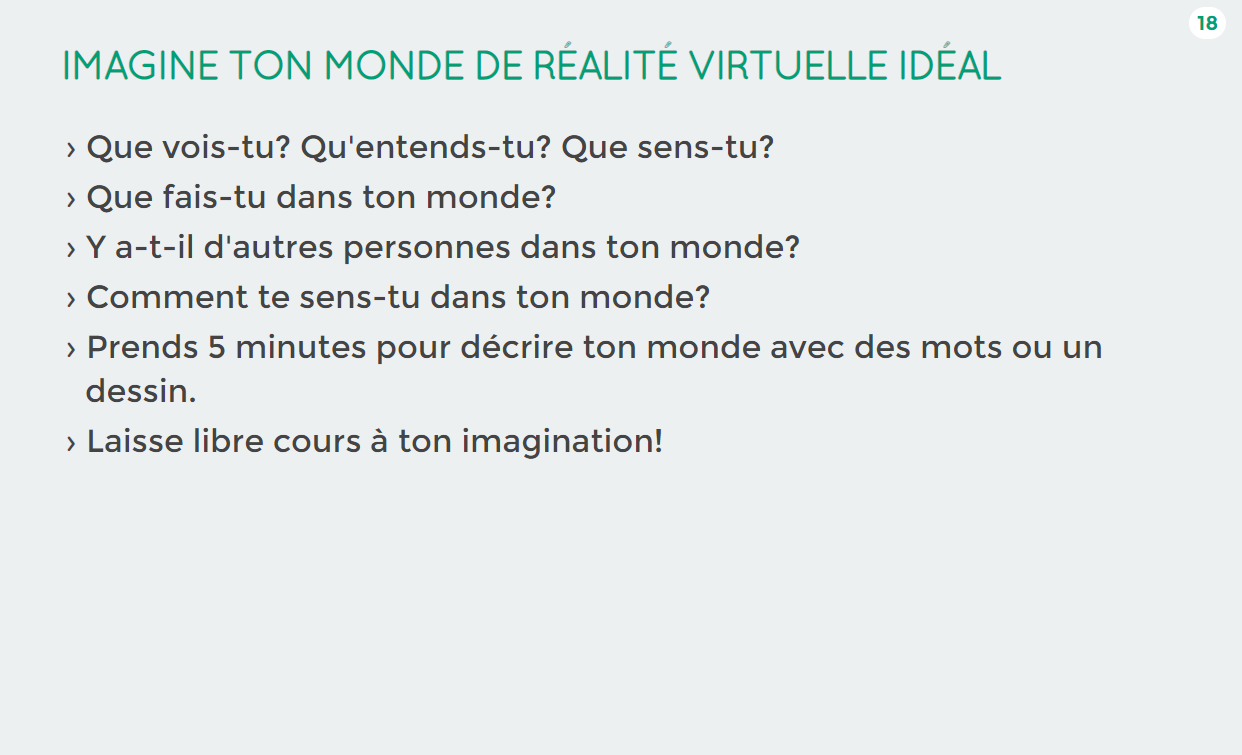 18
IMAGINE TON MONDE DE RÉALITÉ VIRTUELLE IDÉAL
› Que vois-tu? Qu'entends-tu? Que sens-tu?
› Que fais-tu dans ton monde?
› Y a-t-il d'autres personnes dans ton monde?
› Comment te sens-tu dans ton monde?
› Prends 5 minutes pour décrire ton monde avec des mots ou un
dessin.
› Laisse libre cours à ton imagination!